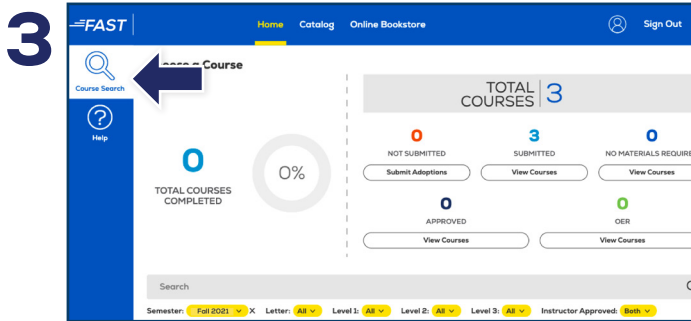 3
FAST
Home Catalog Online Bookstore Sign Out
Course Search
Help
Course
TOTAL COURSES 3
0
TOTAL COURSES COMPLETED
0%
0 3 0
NOT SUBMITTED SUBMITTED NO MATERIALS REQUIRE
Submit Adoptions View Courses View Courses
0 0
APPROVED OER
View Courses View Courses
Search
Semester: Fall 2021 X Letter: All Level 1: All Level 2: All Level 3: All Instructor Approved: Both